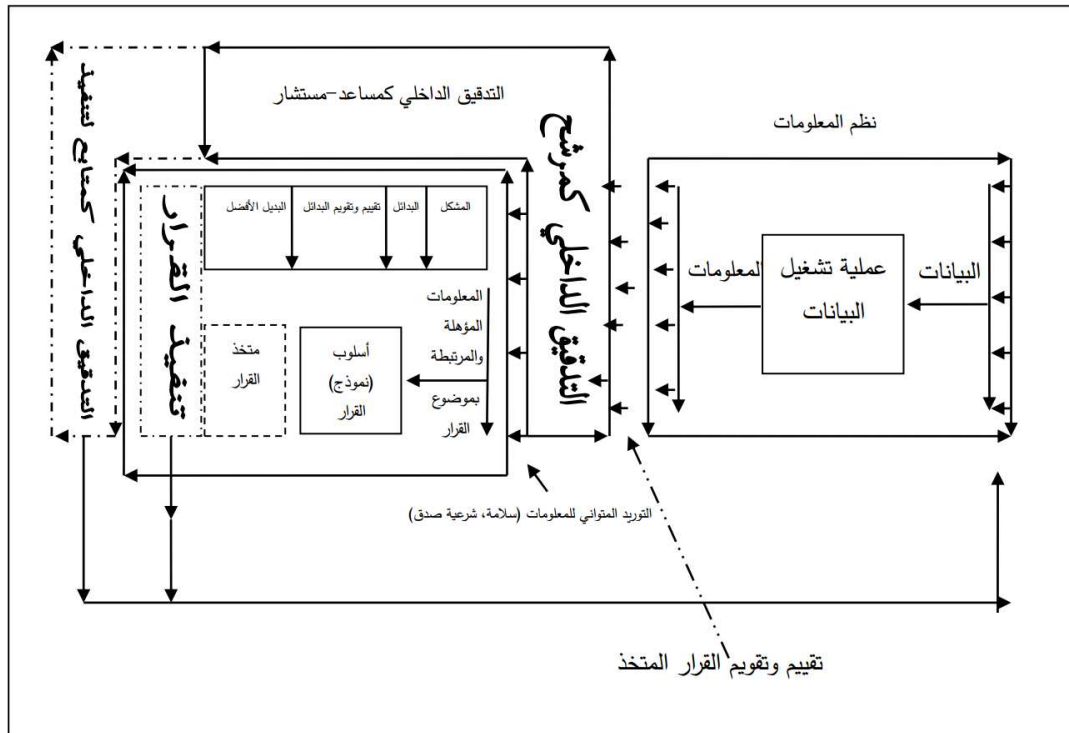 نظم المعلومات
البيانات
عملية تشغيل
البيانات
المعلومات
التدقيق الداخلي كمرشح
التدقيق الداخلي كمساعد-مستشار
المشكل
البدائل
تقييم وتقويم البدائل
البديل الأفضل
المعلومات
المؤهلة
والمرتبطة
بموضوع
القرار
أسلوب
(نموذج)
القرار
متخذ
القرار
تنفيذ القرار
التدقيق الداخلي كمتابع لتنفيذ
التوريد المتواني للمعلومات (سلامة، شرعية صدق)
تقييم وتقويم القرار المتخذ